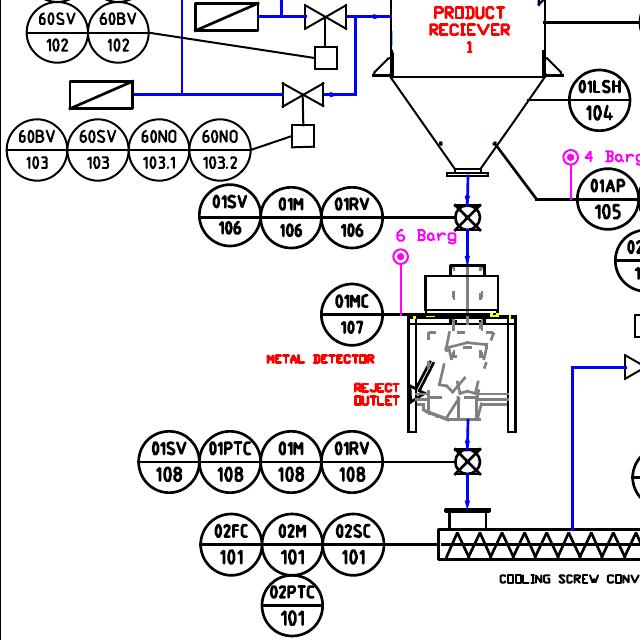 60SV
102
60BV
102
PRODUCT
RECIEVER
1
01LSH
104
60BV
103
60SV
103
60NO
103.1
60NO
103.2
4 Barg
01AP
105
01SV
106
01M
106
01RV
106
6 Barg
01MC
107
METAL DETECTOR
REJECT
OUTLET
01SV
108
01PTC
108
01M
108
01RV
108
02FC
101
02M
101
02SC
101
COOLING SCREW CONV
02PTC
101